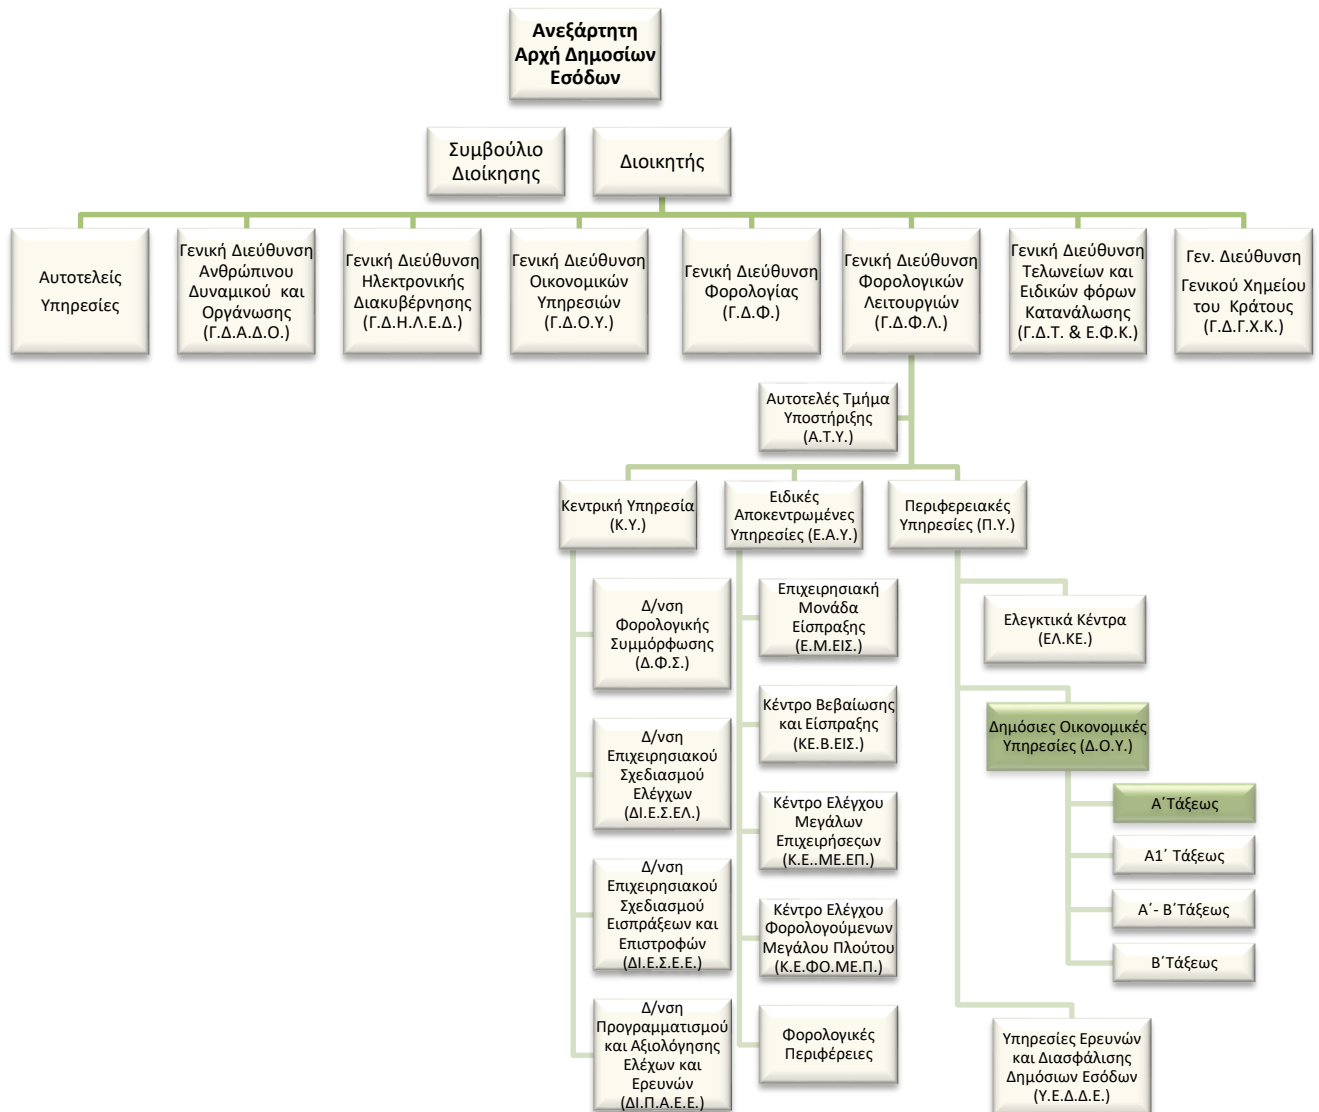 Ανεξάρτητη
Αρχή Δημοσίων
Εσόδων
Συμβούλιο
Διοίκησης
Διοικητής
Αυτοτελείς
Υπηρεσίες
Γενική Διεύθυνση
Ανθρώπινου
Δυναμικού και
Οργάνωσης
(Γ.Δ.Α.Δ.Ο.)
Γενική Διεύθυνση
Ηλεκτρονικής
Διακυβέρνησης
(Γ.Δ.Η.Λ.Ε.Δ.)
Γενική Διεύθυνση
Οικονομικών
Υπηρεσιών
(Γ.Δ.Ο.Υ.)
Γενική Διεύθυνση
Φορολογίας
(Γ.Δ.Φ.)
Γενική Διεύθυνση
Φορολογικών
Λειτουργιών
(Γ.Δ.Φ.Λ.)
Γενική Διεύθυνση
Τελωνείων και
Ειδικών φόρων
Κατανάλωσης
(Γ.Δ.Τ. & Ε.Φ.Κ.)
Γεν. Διεύθυνση
Γενικού Χημείου
του Κράτους
(Γ.Δ.Γ.Χ.Κ.)
Αυτοτελές Τμήμα
Υποστήριξης
(Α.Τ.Υ.)
Κεντρική Υπηρεσία
(Κ.Υ.)
Ειδικές
Αποκεντρωμένες
Υπηρεσίες (Ε.Α.Υ.)
Περιφερειακές
Υπηρεσίες (Π.Υ.)
Δ/νση
Φορολογικής
Συμμόρφωσης
(Δ.Φ.Σ.)
Δ/νση
Επιχειρησιακού
Σχεδιασμού
Ελέγχων
(ΔΙ.Ε.Σ.ΕΛ.)
Δ/νση
Επιχειρησιακού
Σχεδιασμού
Εισπράξεων και
Επιστροφών
(ΔΙ.Ε.Σ.Ε.Ε.)
Δ/νση
Προγραμματισμού
και Αξιολόγησης
Ελέχων και
Ερευνών
(ΔΙ.Π.Α.Ε.Ε.)
Επιχειρησιακή
Μονάδα
Είσπραξης
(Ε.Μ.ΕΙΣ.)
Κέντρο Βεβαίωσης
και Είσπραξης
(ΚΕ.Β.ΕΙΣ.)
Κέντρο Ελέγχου
Μεγάλων
Επιχειρήσεςων
(Κ.Ε..ΜΕ.ΕΠ.)
Κέντρο Ελέγχου
Φορολογούμενων
Μεγάλου Πλούτου
(Κ.Ε.ΦΟ.ΜΕ.Π.)
Φορολογικές
Περιφέρειες
Ελεγκτικά Κέντρα
(ΕΛ.ΚΕ.)
Δημόσιες Οικονομικές
Υπηρεσίες (Δ.Ο.Υ.)
Α΄Τάξεως
Α1΄ Τάξεως
Α΄- Β΄Τάξεως
Β΄Τάξεως
Υπηρεσίες Ερευνών
και Διασφάλισης
Δημόσιων Εσόδων
(Υ.Ε.Δ.Δ.Ε.)